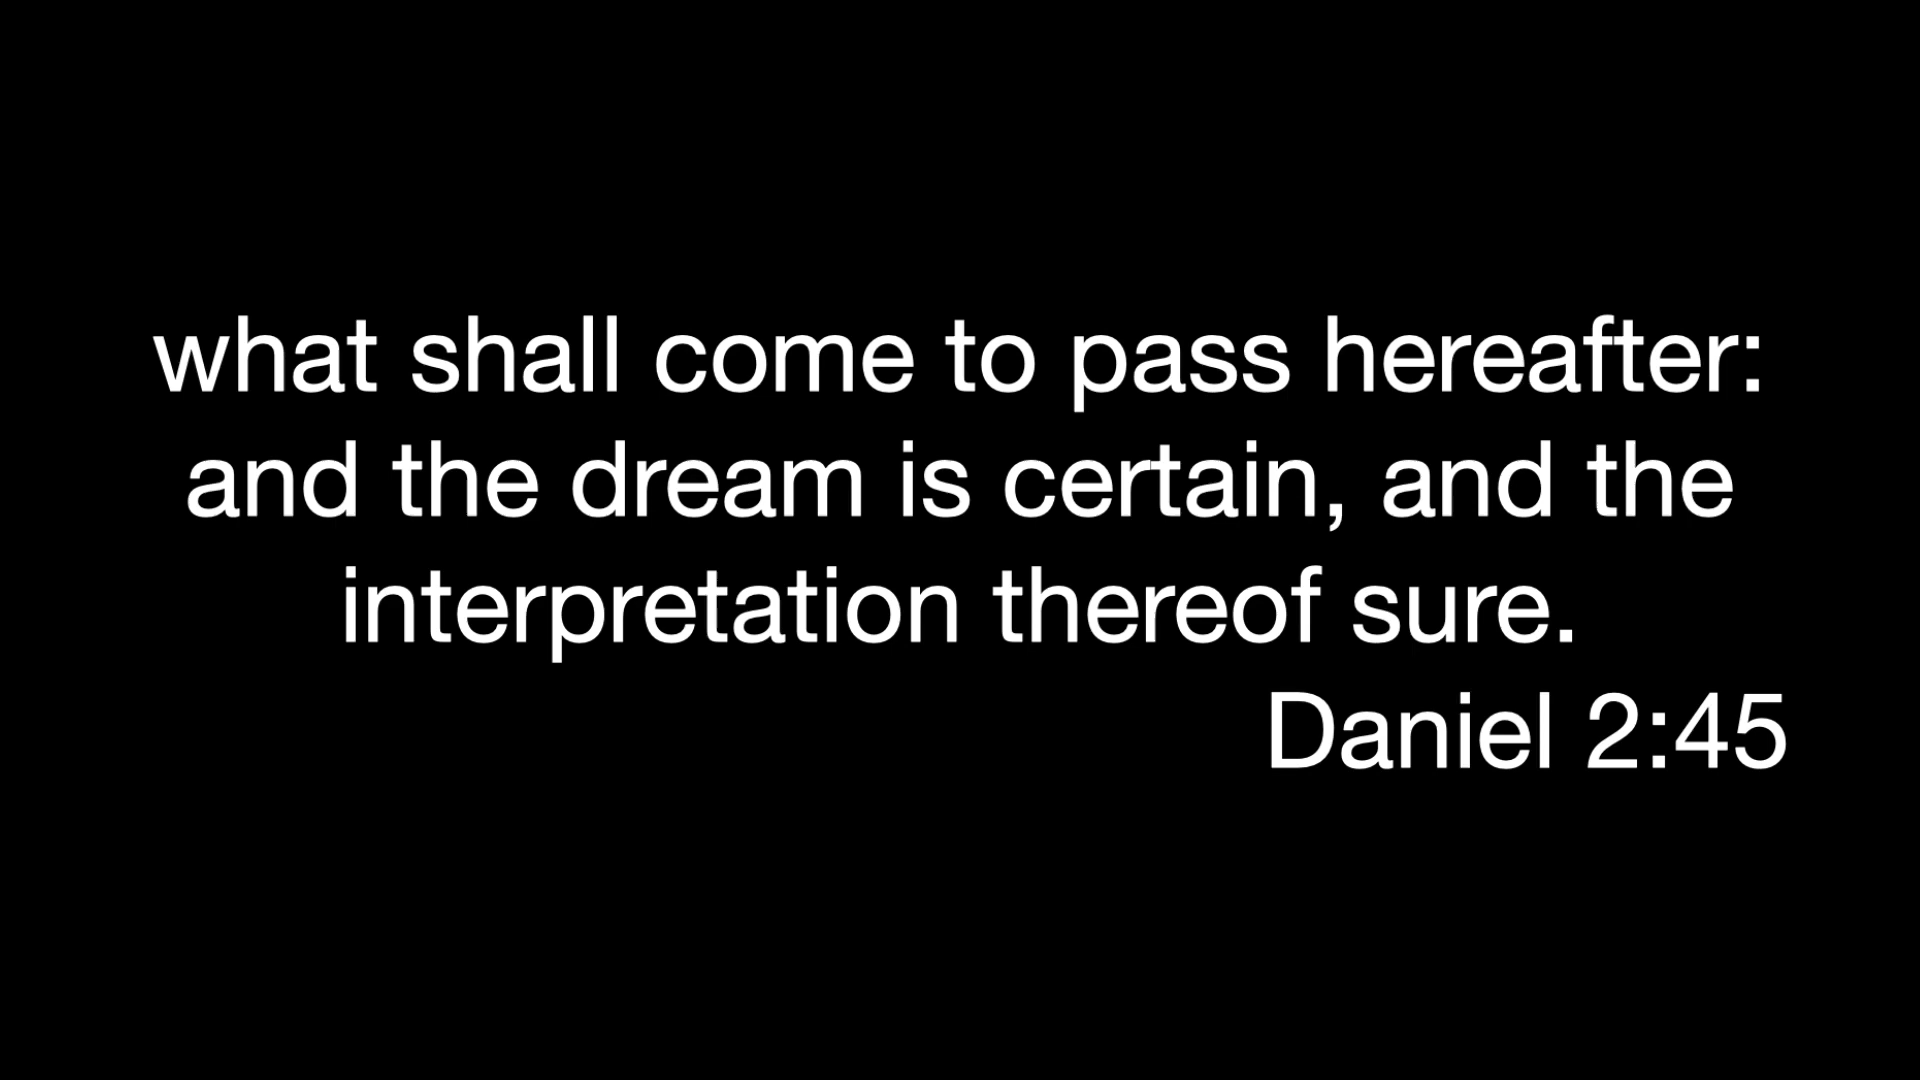 what shall come to pass hereafter:
and the dream is certain, and the
interpretation thereof sure.
Daniel 2:45